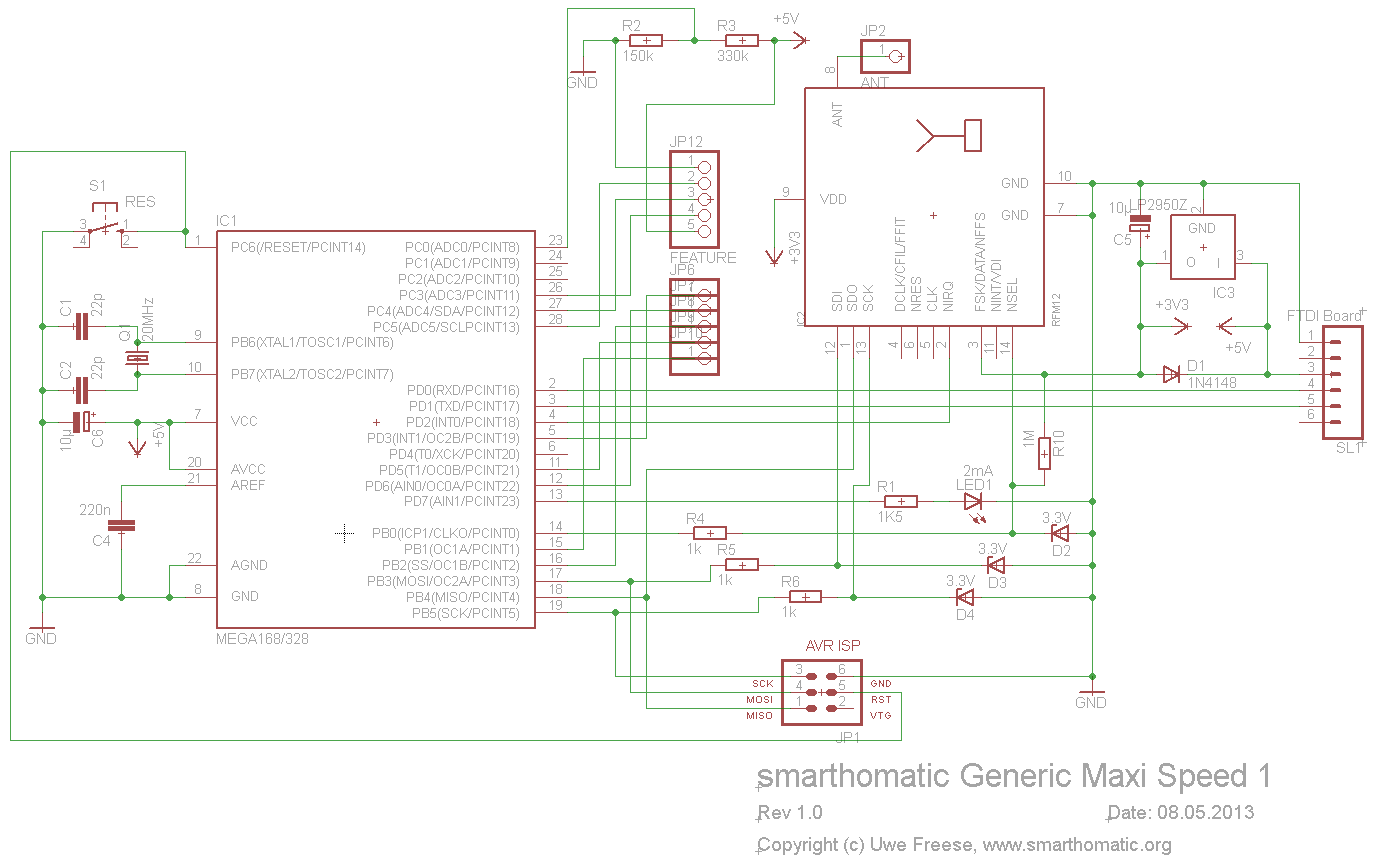 R2
150k
R3
330k
+5V
GND
JP2
1
ANT
8
ANT
JP12
1
2
3
4
5
FEATURE
JP6
JP7
JP8
JP9
JP10
1
9
VDD
+3V3
GND
10
GND
7
DCLK/CFIL/FFIT
NRES
CLK
NIRQ
FSK/DATA/NFFS
NINT/VDI
NSEL
SDI
SDO
SCK
12
1
13
4
6
5
2
3
11
14
RFM12
10µ
C5
LP2950Z
2
GND
1
O
I
3
IC3
+3V3
+5V
D1
1N4148
FTDI Board
1
2
3
4
5
6
SL1
S1
RES
3
1
4
2
IC1
1
PC6(/RESET/PCINT14)
9
PB6(XTAL1/TOSC1/PCINT6)
10
PB7(XTAL2/TOSC2/PCINT7)
7
VCC
20
AVCC
21
AREF
22
AGND
8
GND
PC0(ADC0/PCINT8)
23
PC1(ADC1/PCINT9)
24
PC2(ADC2/PCINT10)
25
PC3(ADC3/PCINT11)
26
PC4(ADC4/SDA/PCINT12)
27
PC5(ADC5/SCLPCINT13)
28
PD0(RXD/PCINT16)
2
PD1(TXD/PCINT17)
3
PD2(INT0/PCINT18)
4
PD3(INT1/OC2B/PCINT19)
5
PD4(T0/XCK/PCINT20)
6
PD5(T1/OC0B/PCINT21)
11
PD6(AIN0/OC0A/PCINT22)
12
PD7(AIN1/PCINT23)
13
PB0(ICP1/CLKO/PCINT0)
14
PB1(OC1A/PCINT1)
15
PB2(SS/OC1B/PCINT2)
16
PB3(MOSI/OC2A/PCINT3)
17
PB4(MISO/PCINT4)
18
PB5(SCK/PCINT5)
19
MEGA168/328
C1
22p
C2
22p
Q1
20MHz
10µ
C6
+5V
220n
C4
GND
R1
1K5
2mA
LED1
1M
R10
R4
1k
R5
1k
R6
1k
3.3V
D2
3.3V
D3
3.3V
D4
AVR ISP
SCK
3
6
GND
MOSI
4
5
RST
MISO
1
2
VTG
JP1
GND
smarthomatic Generic Maxi Speed 1
Rev 1.0
Date: 08.05.2013
Copyright (c) Uwe Freese, www.smarthomatic.org